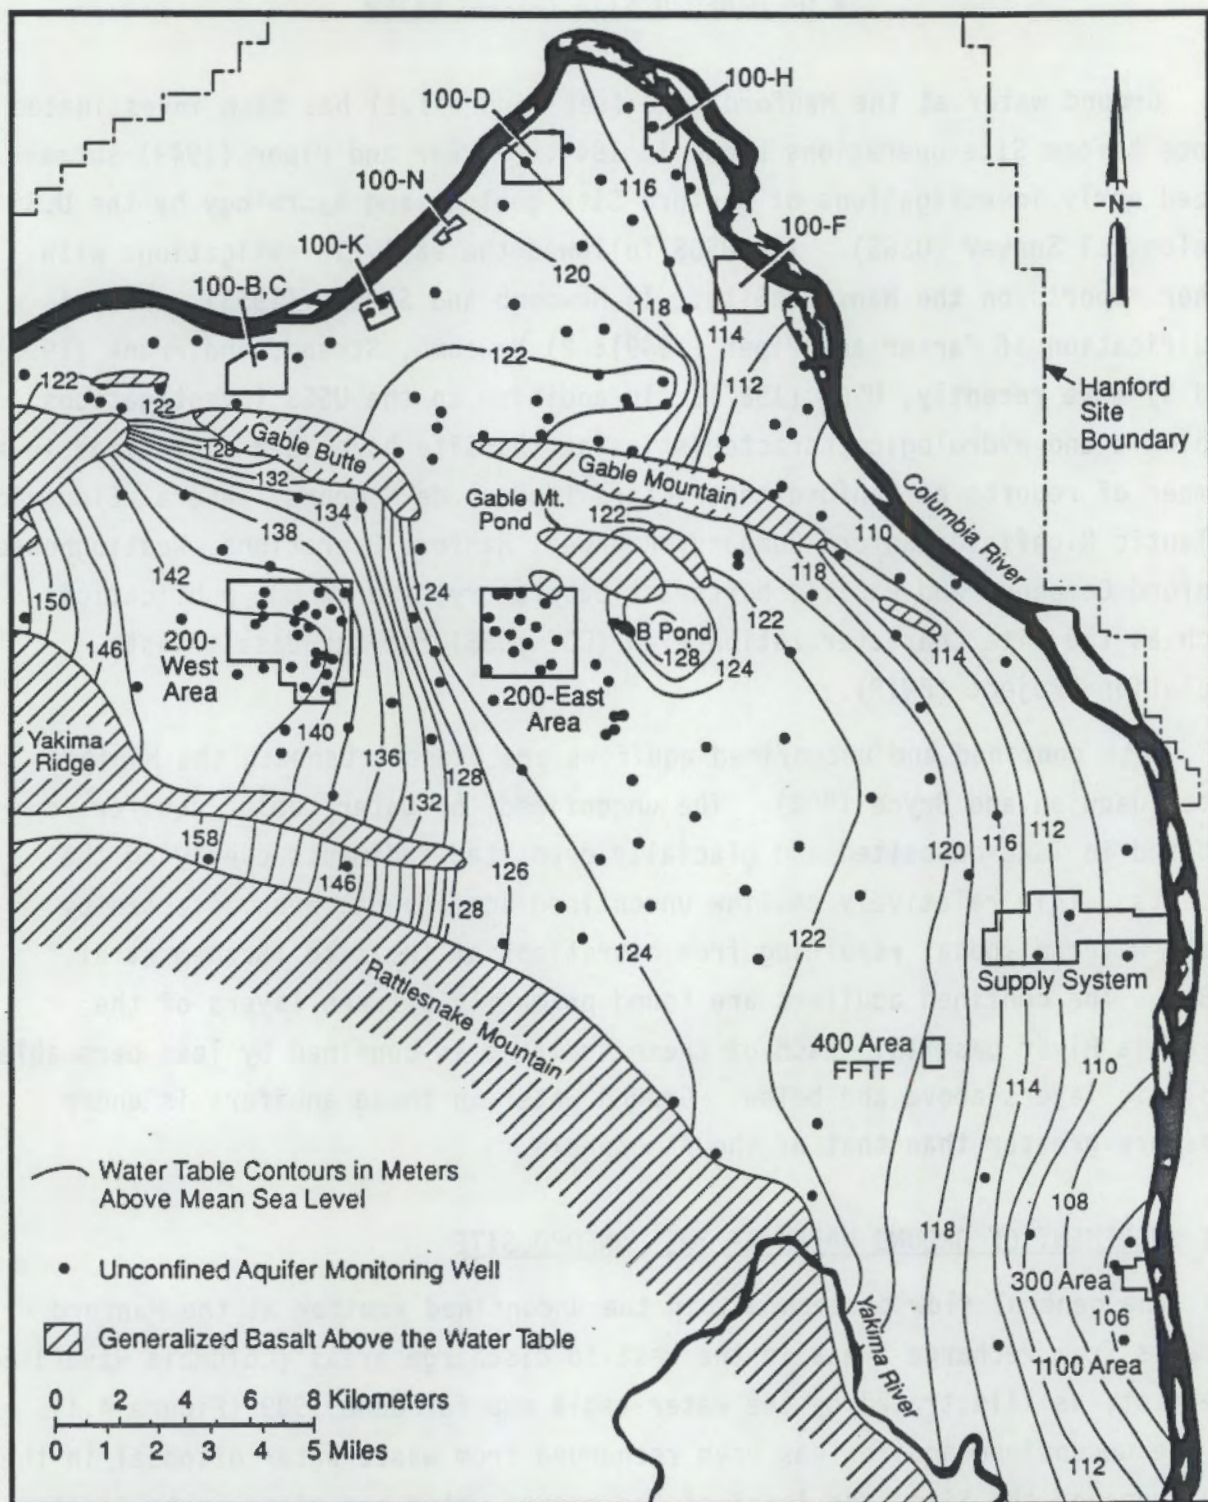 100-H
100-D
116
100-N
100-K
100-F
100-B,C
120
118
114
122
112
122
122
Hanford
Site
Boundary
N
Gable Butte
128
132
134
Gable Mountain
Gable Mt.
Pond
122
Columbia River
110
138
142
118
124
122
150
200-
West
Area
146
B Pond
128
124
114
200-East
Area
140
136
Yakima
Ridge
128
132
116
112
120
158
146
126
128
124
122
Supply System
Rattlesnake Mountain
400 Area
FFTF
114
110
Water Table Contours in Meters
Above Mean Sea Level
108
118
Unconfined Aquifer Monitoring Well
300 Area
106
Generalized Basalt Above the Water Table
1100 Area
Yakima River
0 2 4 6 8 Kilometers
0 1 2 3 4 5 Miles
112